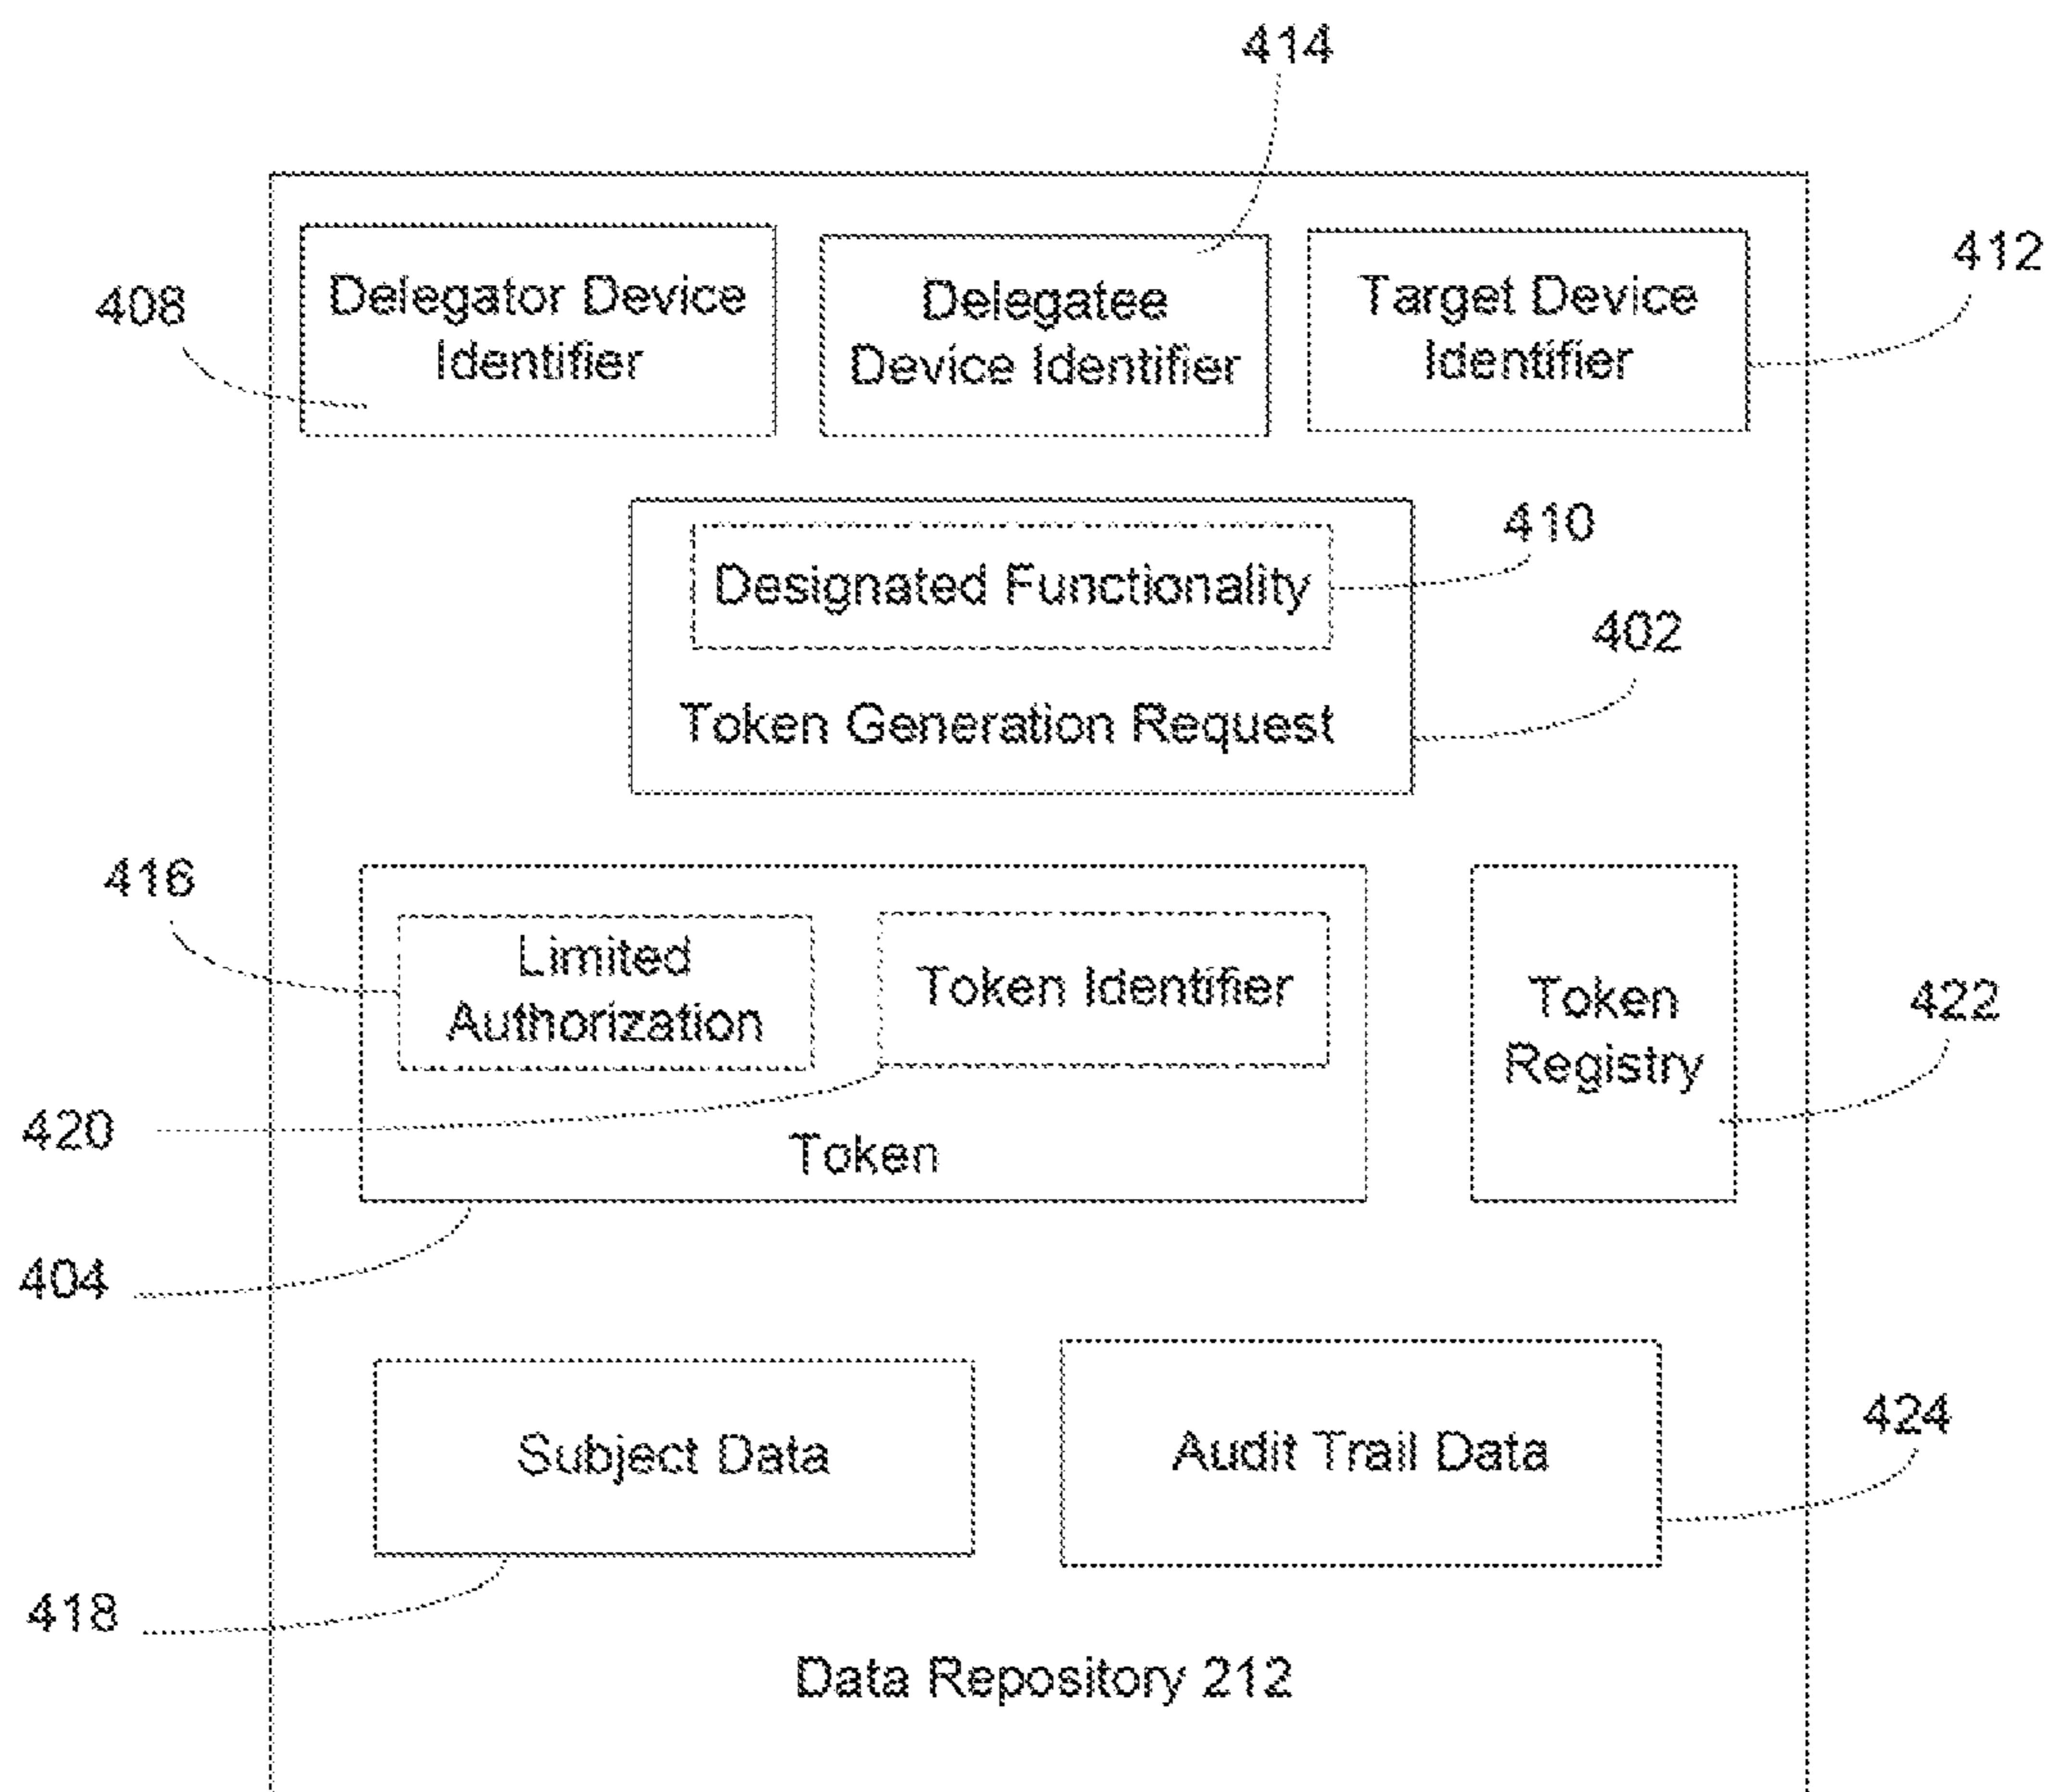 414
412
408
Delegator Device
Identifier
Delegatee
Device Identifier
Target Device
Identifier
410
Designated Functionality
402
Token Generation Request
416
Limited
Authorization
Token Identifier
Token
Registry
422
420
Token
404
Subject Data
Audit Trail Data
424
418
Data Repository 212